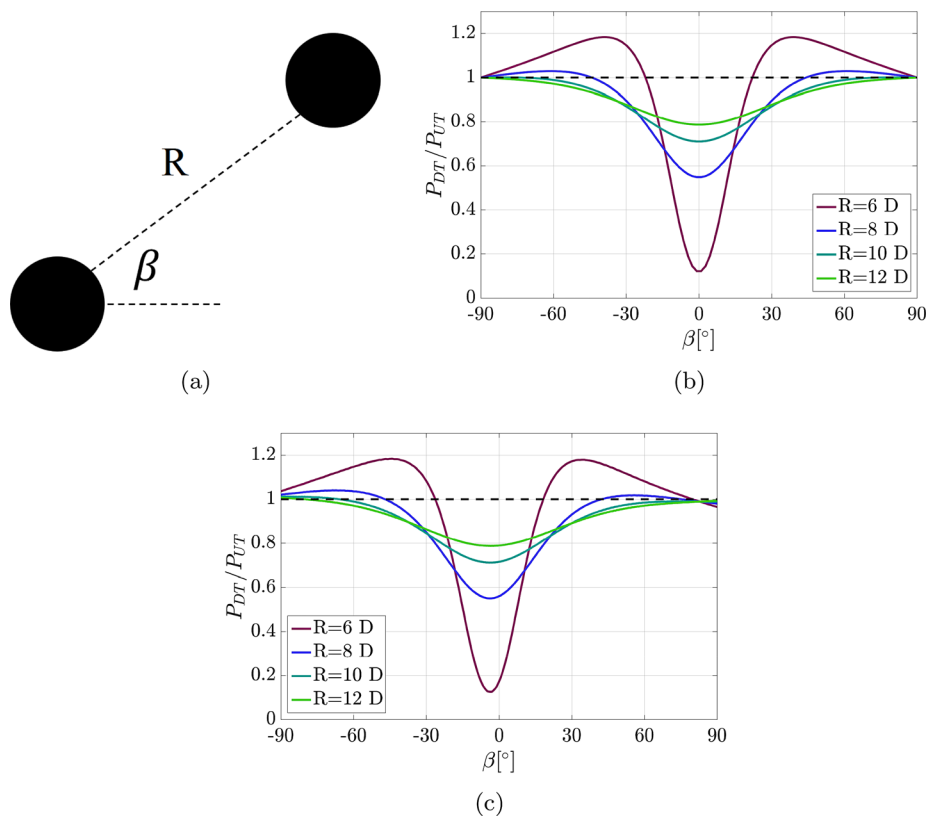 R
β
(a)
P_DT/P_UT
1.2
1
0.8
0.6
0.4
0.2
0
-90 -60 -30 0 30 60 90
β[°]
R=6 D
R=8 D
R=10 D
R=12 D
(b)
P_DT/P_UT
1.2
1
0.8
0.6
0.4
0.2
0
-90 -60 -30 0 30 60 90
β[°]
R=6 D
R=8 D
R=10 D
R=12 D
(c)